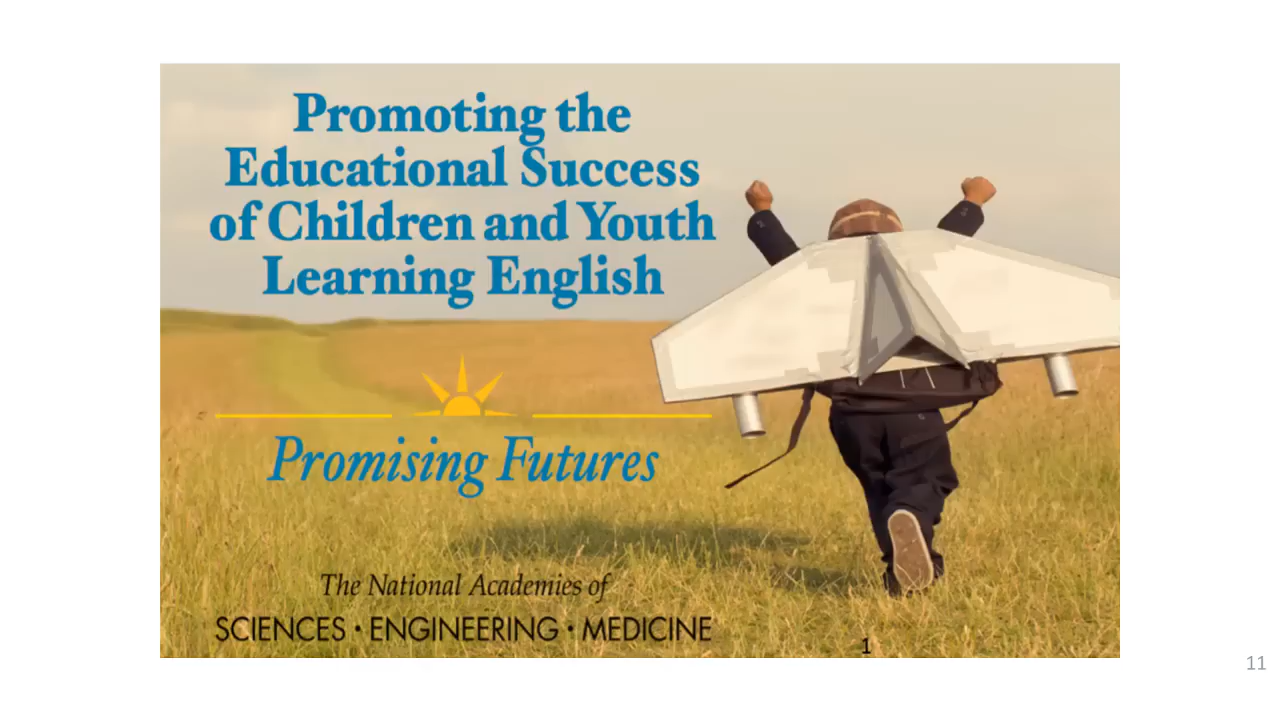 Promoting the
Educational Success
of Children and Youth
Learning English
Promising Futures
The National Academies of
SCIENCES • ENGINEERING • MEDICINE
1
11